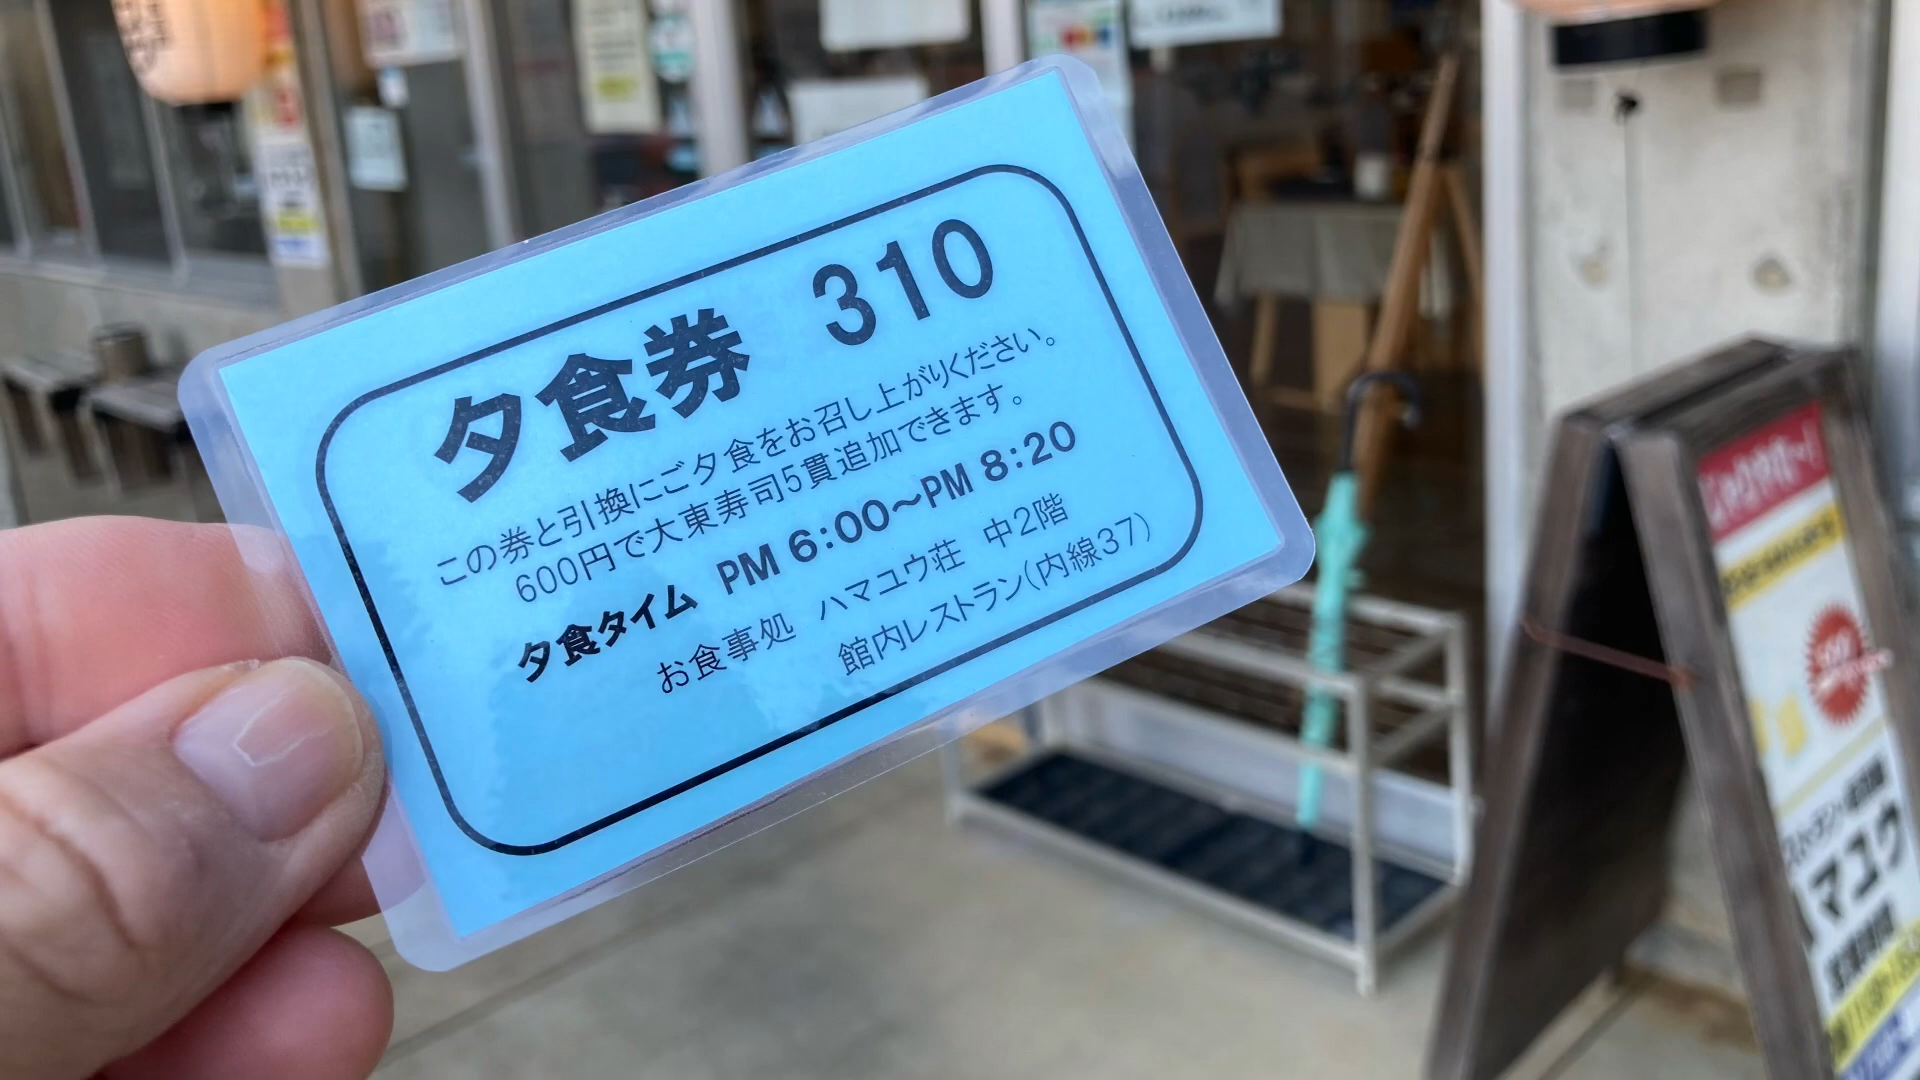 夕食券 310
この券と引換にご夕食をお召し上がりください。
600円で大東寿司5貫追加できます。
夕食タイム PM 6:00～PM 8:20
お食事処 ハマユウ荘 中2階
館内レストラン(内線37)
マユウ